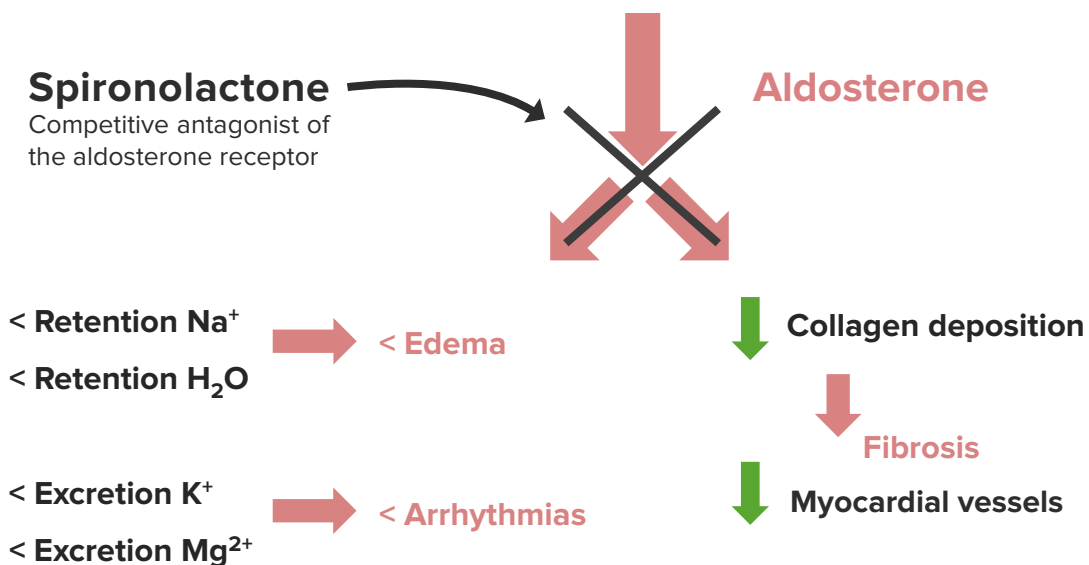 Spironolactone
Competitive antagonist of
the aldosterone receptor
Aldosterone
< Retention Na⁺
< Retention H₂O
< Edema
< Excretion K⁺
< Excretion Mg²⁺
< Arrhythmias
Collagen deposition
Fibrosis
Myocardial vessels